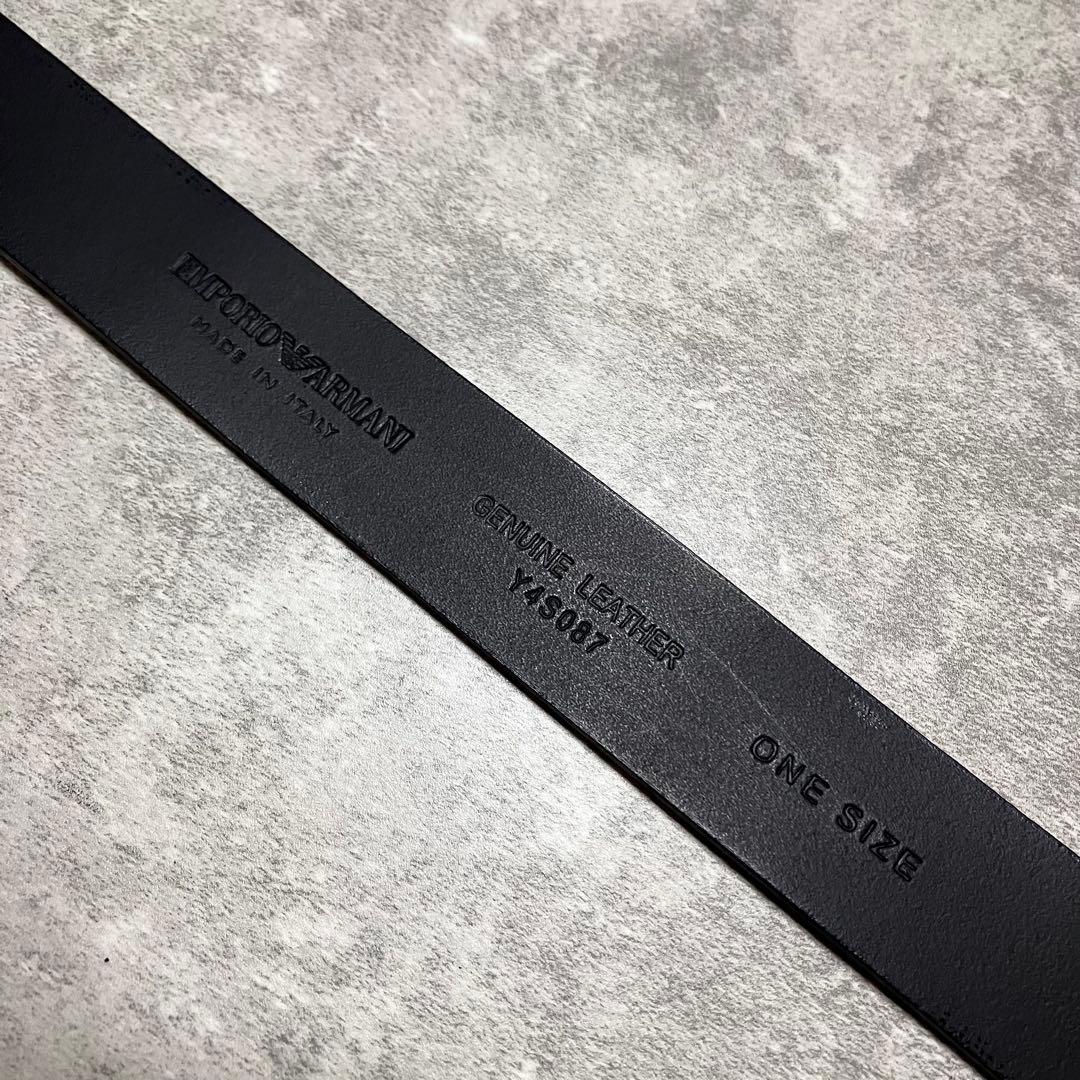 EMPORIO ARMANI
MADE IN ITALY
GENUINE LEATHER
Y4S087
ONE SIZE